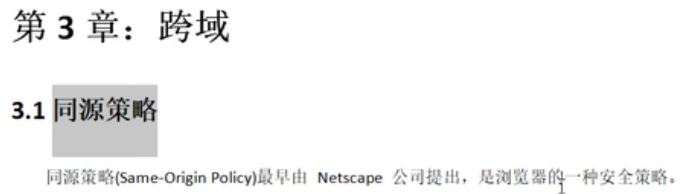 第 3 章：跨域
3.1 同源策略
同源策略(Same-Origin Policy)最早由 Netscape 公司提出，是浏览器的一种安全策略。